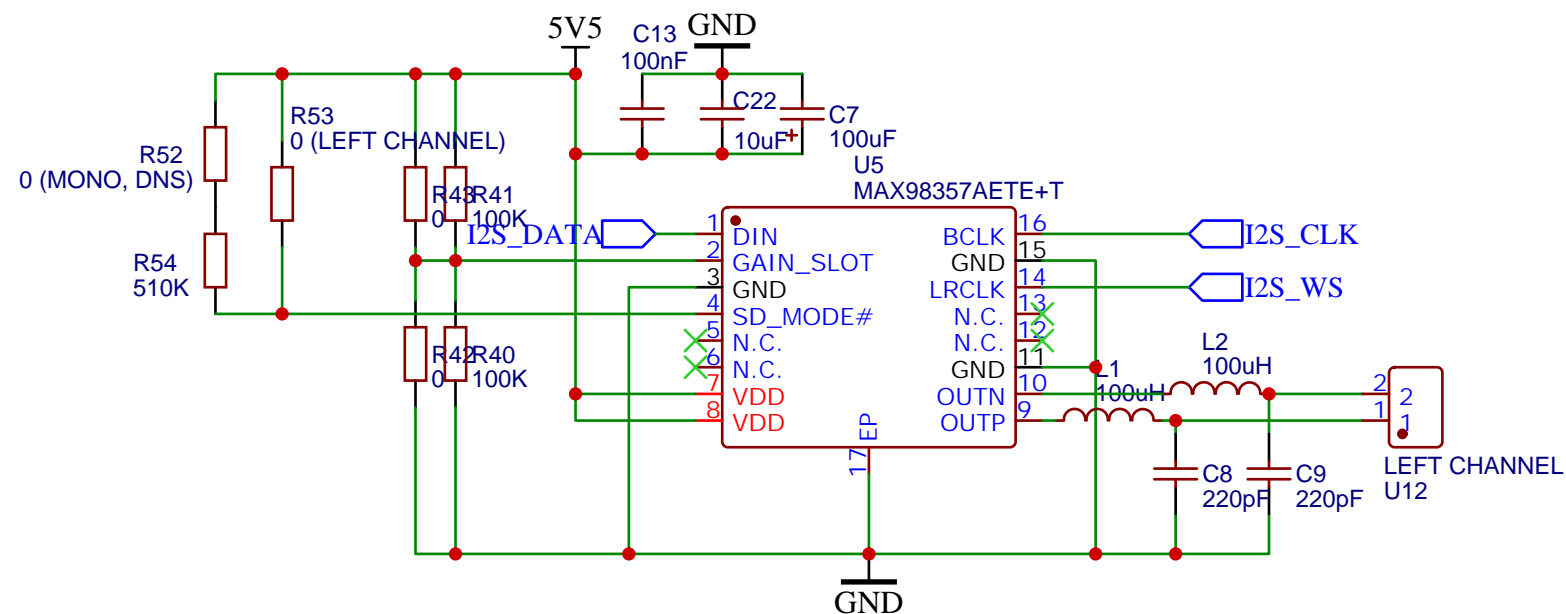 5V5
GND
C13
100nF
C22
10uF
+
C7
100uF
R53
0 (LEFT CHANNEL)
R52
0 (MONO, DNS)
R54
510K
R43
0
R41
100K
R42
0
R40
100K
U5
MAX98357AETE+T
I2S_DATA
1 DIN
2 GAIN_SLOT
3 GND
4 SD_MODE#
5 N.C.
6 N.C.
7 VDD
8 VDD
BCLK 16
GND 15
LRCLK 14
N.C. 13
N.C. 12
GND 11
OUTN 10
OUTP 9
EP
17
I2S_CLK
I2S_WS
L2
100uH
L1
100uH
C8
220pF
C9
220pF
2 2
1 1
LEFT CHANNEL
U12
GND